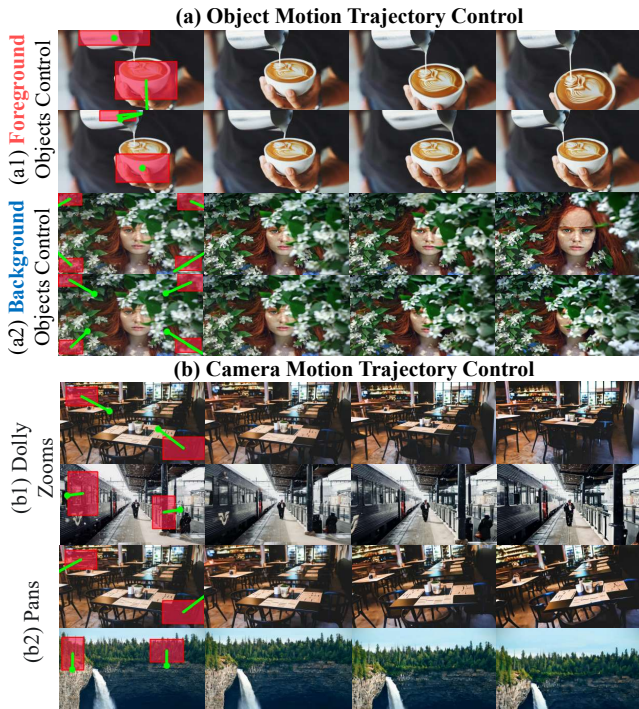 (a) Object Motion Trajectory Control
(a1) Foreground
Objects Control
(a2) Background
Objects Control
(b) Camera Motion Trajectory Control
(b1) Dolly
Zooms
(b2) Pans